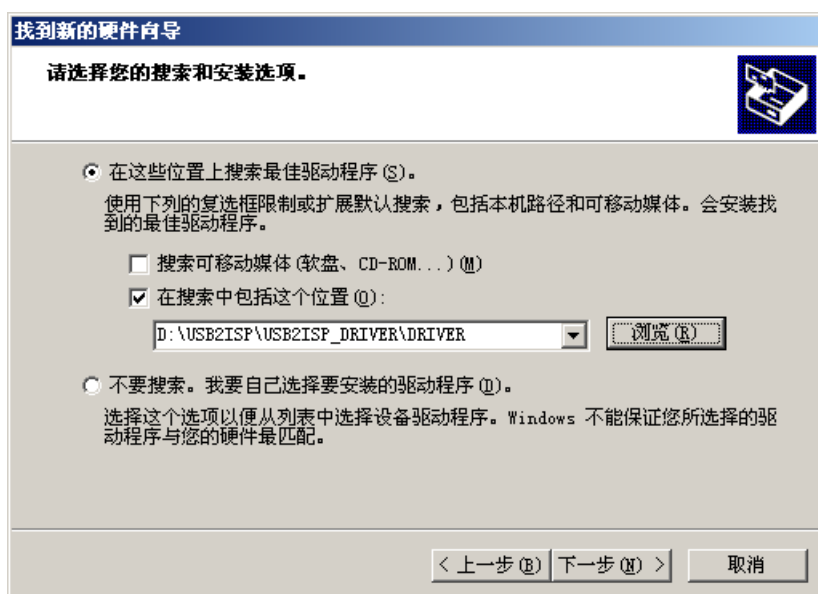 找到新的硬件向导
请选择您的搜索和安装选项。
在这些位置上搜索最佳驱动程序(S)。
使用下列的复选框限制或扩展默认搜索，包括本机路径和可移动媒体。会安装找
到的最佳驱动程序。
搜索可移动媒体(软盘、CD-ROM...)(M)
在搜索中包括这个位置(O):
D:\USB2ISP\USB2ISP_DRIVER\DRIVER
浏览(R)
不要搜索。我要自己选择要安装的驱动程序(D)。
选择这个选项以便从列表中选择设备驱动程序。Windows 不能保证您所选择的驱
动程序与您的硬件最匹配。
< 上一步(B) 下一步(N) > 取消